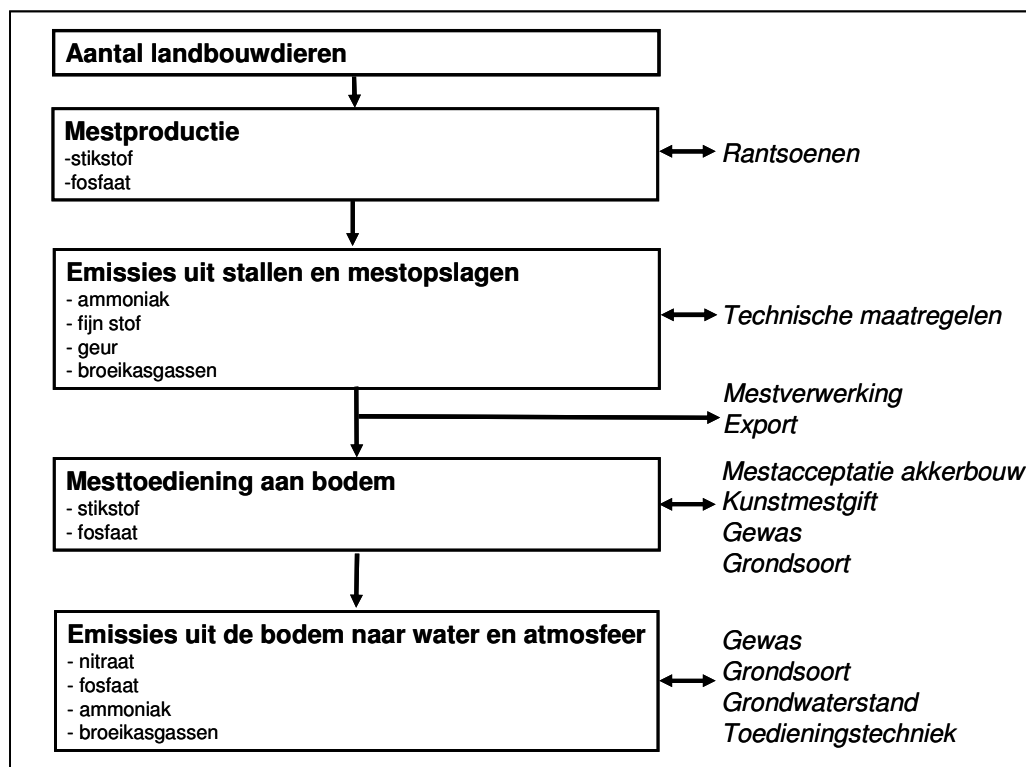 Aantal landbouwdieren
Mestproductie
-stikstof
-fosfaat
Rantsoenen
Emissies uit stallen en mestopslagen
- ammoniak
- fijn stof
- geur
- broeikasgassen
Technische maatregelen
Mestverwerking
Export
Mesttoediening aan bodem
- stikstof
- fosfaat
Mestacceptatie akkerbouw
Kunstmestgift
Gewas
Grondsoort
Emissies uit de bodem naar water en atmosfeer
- nitraat
- fosfaat
- ammoniak
- broeikasgassen
Gewas
Grondsoort
Grondwaterstand
Toedieningstechniek